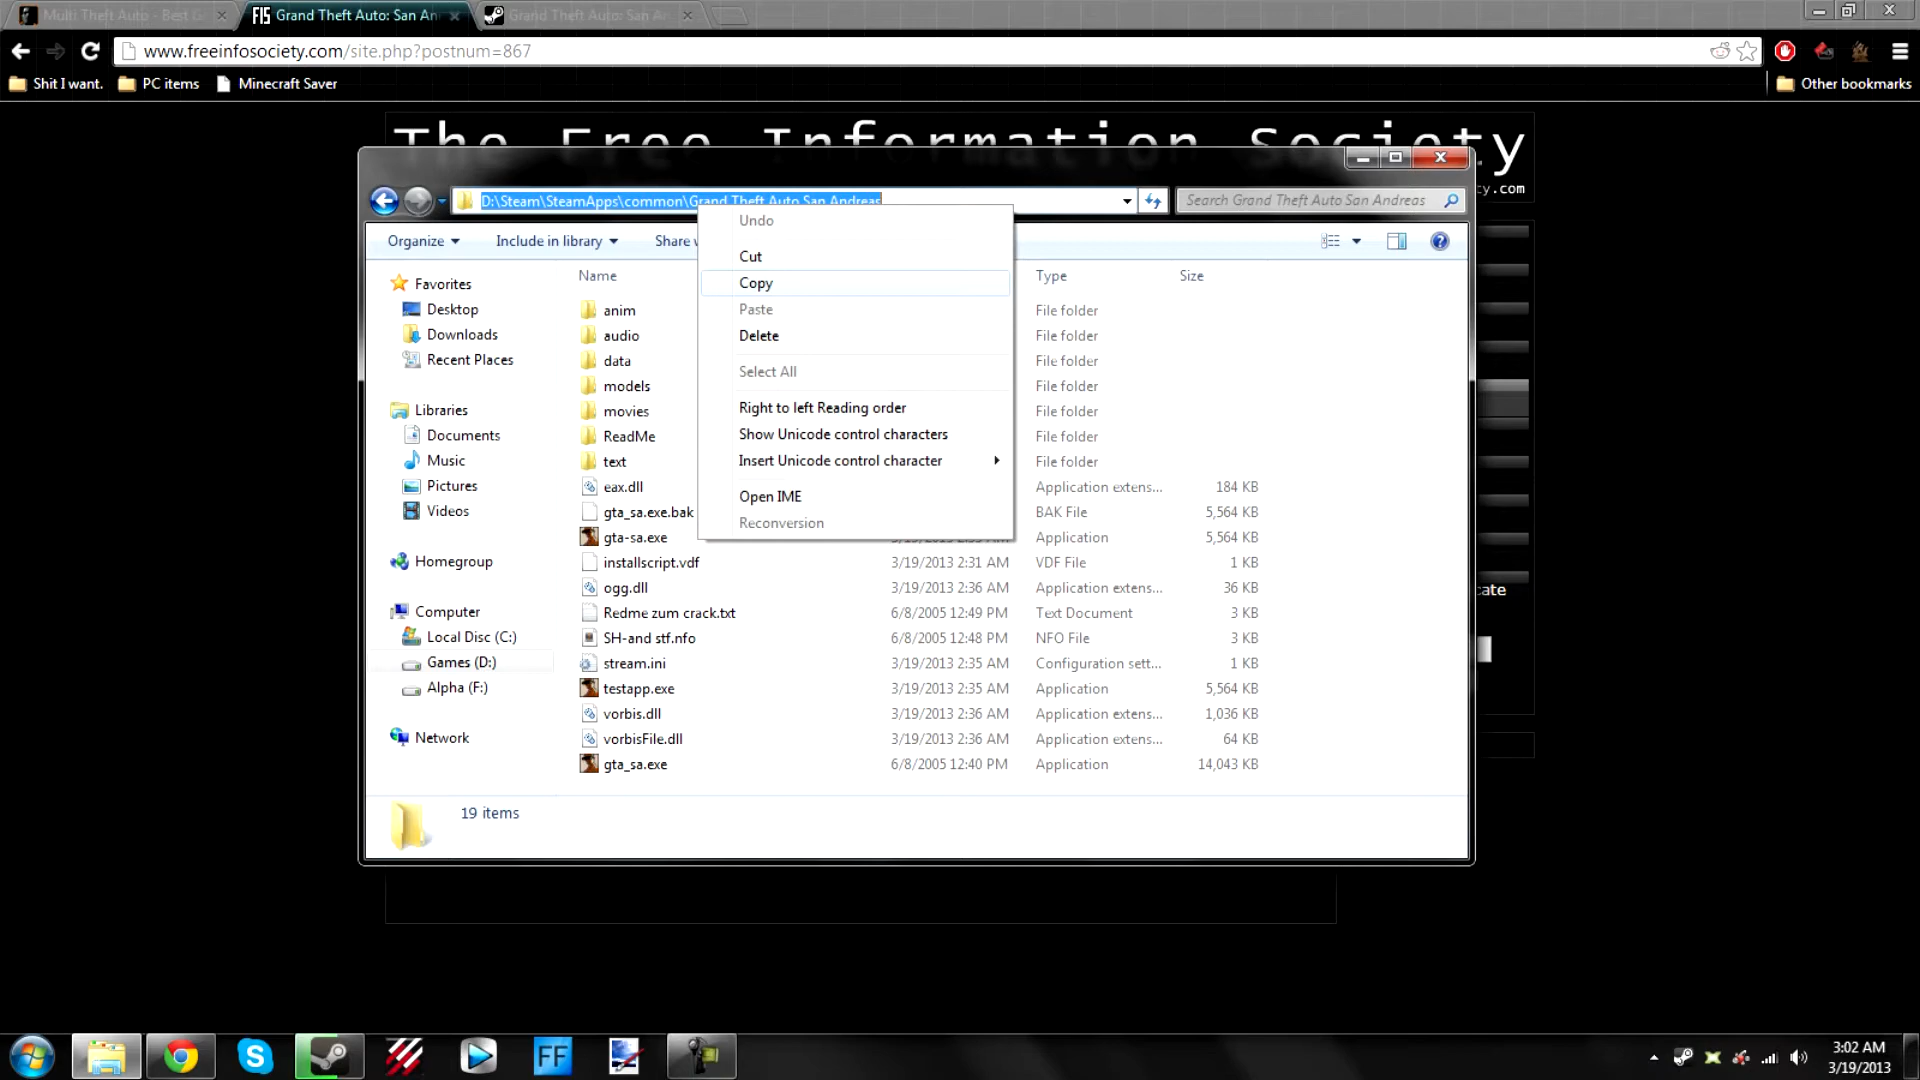 Multi Theft Auto - Best G
FIS Grand Theft Auto: San An
Grand Theft Auto: San An
www.freeinfosociety.com/site.php?postnum=867
Shit I want.
PC items
Minecraft Saver
Other bookmarks
The Free Information Society
ty.com
D:\Steam\SteamApps\common\Grand Theft Auto San Andreas
Search Grand Theft Auto San Andreas
Organize
Include in library
Share w
Undo
Cut
Copy
Paste
Delete
Select All
Right to left Reading order
Show Unicode control characters
Insert Unicode control character
Open IME
Reconversion
Favorites
Desktop
Downloads
Recent Places
Libraries
Documents
Music
Pictures
Videos
Homegroup
Computer
Local Disc (C:)
Games (D:)
Alpha (F:)
Network
Name Type Size
anim File folder
audio File folder
data File folder
models File folder
movies File folder
ReadMe File folder
text File folder
eax.dll Application extens... 184 KB
gta_sa.exe.bak BAK File 5,564 KB
gta-sa.exe Application 5,564 KB
installscript.vdf 3/19/2013 2:31 AM VDF File 1 KB
ogg.dll 3/19/2013 2:36 AM Application extens... 36 KB
Redme zum crack.txt 6/8/2005 12:49 PM Text Document 3 KB
SH-and stf.nfo 6/8/2005 12:48 PM NFO File 3 KB
stream.ini 3/19/2013 2:35 AM Configuration sett... 1 KB
testapp.exe 3/19/2013 2:35 AM Application 5,564 KB
vorbis.dll 3/19/2013 2:36 AM Application extens... 1,036 KB
vorbisFile.dll 3/19/2013 2:36 AM Application extens... 64 KB
gta_sa.exe 6/8/2005 12:40 PM Application 14,043 KB
cate
19 items
FF
3:02 AM
3/19/2013